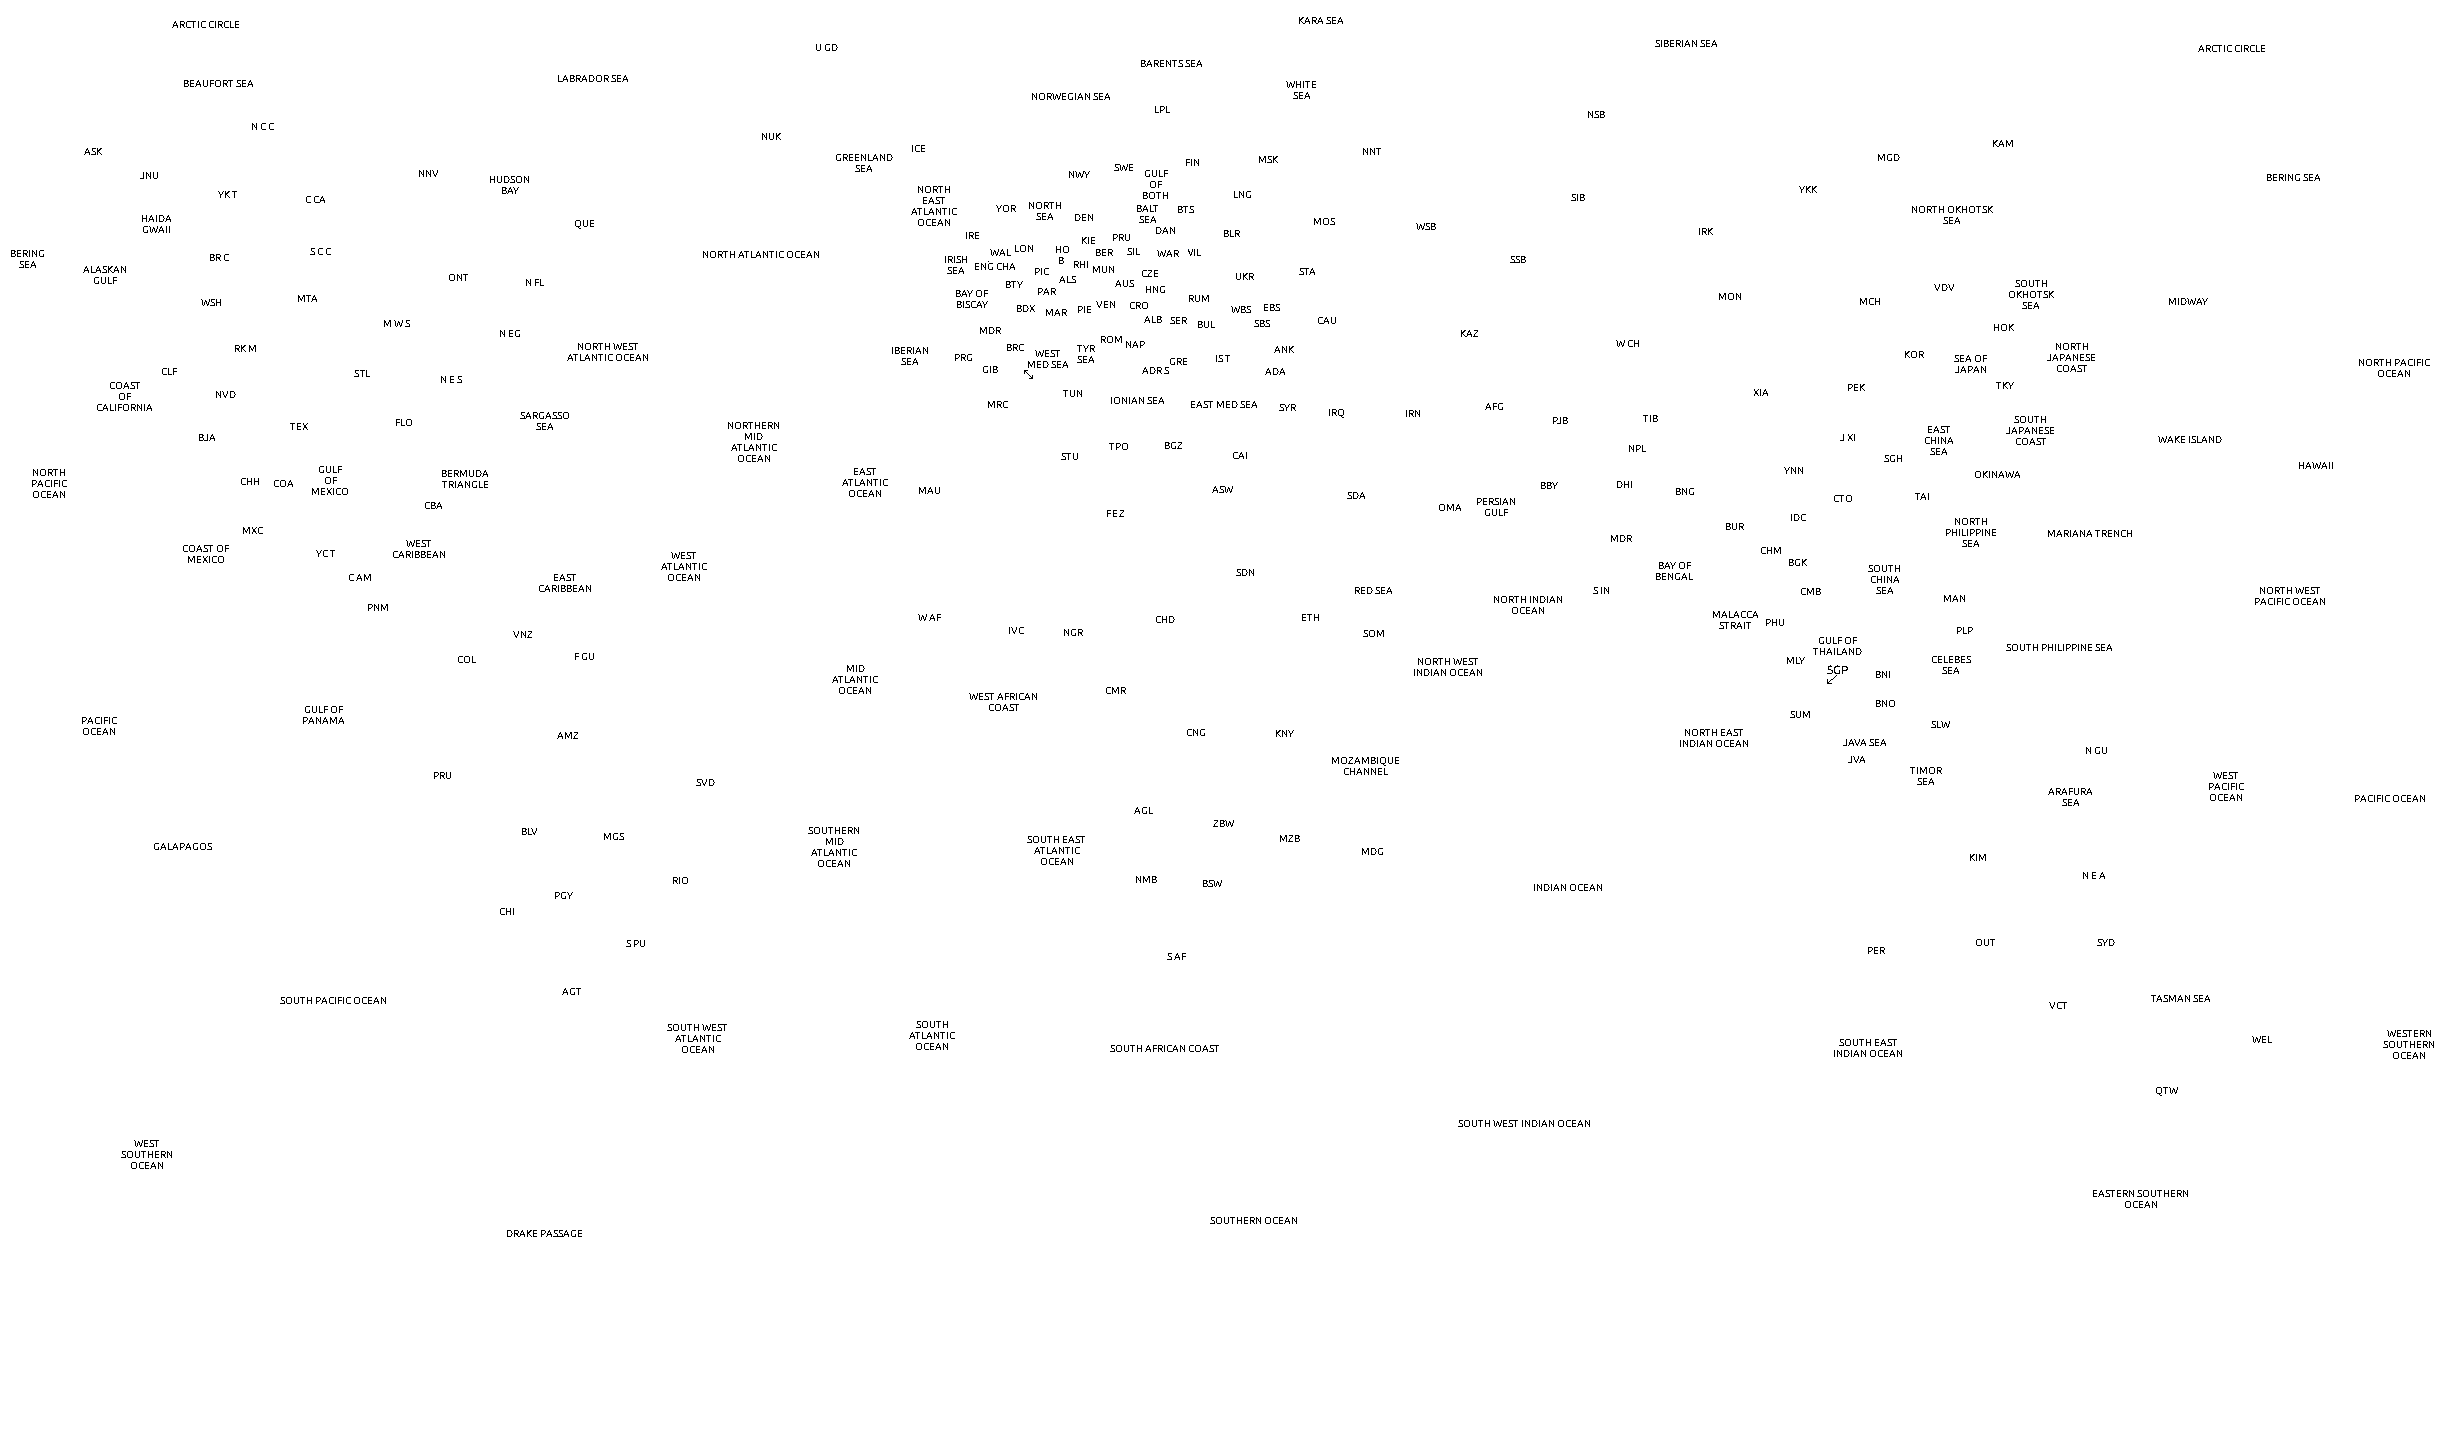 ARCTIC CIRCLE
KARA SEA
U GD
SIBERIAN SEA
ARCTIC CIRCLE
BARENTS SEA
BEAUFORT SEA
LABRADOR SEA
WHITE
SEA
NORWEGIAN SEA
LPL
NSB
N C C
NUK
ICE
KAM
ASK
GREENLAND
SEA
SWE
FIN
MSK
NNT
MGD
JNU
NNV
HUDSON
BAY
NWY
GULF
OF
BOTH
BERING SEA
YKT
C CA
NORTH
EAST
ATLANTIC
OCEAN
LNG
SIB
YKK
HAIDA
GWAII
QUE
YOR
NORTH
SEA
DEN
BALT
SEA
BTS
MOS
WSB
NORTH OKHOTSK
SEA
IRE
KIE
PRU
DAN
BLR
IRK
BERING
SEA
BR C
S C C
NORTH ATLANTIC OCEAN
IRISH
SEA
WAL
LON
HO
B
BER
SIL
WAR
VIL
SSB
ALASKAN
GULF
ONT
N FL
ENG CHA
PIC
RHI
MUN
CZE
UKR
STA
BTY
ALS
AUS
HNG
VDV
SOUTH
OKHOTSK
SEA
WSH
MTA
BAY OF
BISCAY
PAR
RUM
MON
MCH
MIDWAY
BDX
MAR
PIE
VEN
CRO
WBS
EBS
M W S
N EG
MDR
ALB
SER
BUL
SBS
CAU
KAZ
HOK
RKM
NORTH WEST
ATLANTIC OCEAN
IBERIAN
SEA
PRG
BRC
WEST
MED SEA
TYR
SEA
ROM
NAP
GRE
IST
ANK
W CH
KOR
SEA OF
JAPAN
NORTH
JAPANESE
COAST
NORTH PACIFIC
OCEAN
CLF
STL
N E S
GIB
ADR S
ADA
COAST
OF
CALIFORNIA
NVD
MRC
TUN
IONIAN SEA
EAST MED SEA
SYR
IRQ
IRN
AFG
XIA
PEK
TKY
TEX
FLO
SARGASSO
SEA
NORTHERN
MID
ATLANTIC
OCEAN
PJB
TIB
SOUTH
JAPANESE
COAST
BJA
STU
TPO
BGZ
CAI
NPL
J XI
EAST
CHINA
SEA
WAKE ISLAND
NORTH
PACIFIC
OCEAN
CHH
COA
GULF
OF
MEXICO
BERMUDA
TRIANGLE
EAST
ATLANTIC
OCEAN
MAU
ASW
SDA
BBY
DHI
BNG
YNN
SGH
OKINAWA
HAWAII
CBA
FEZ
OMA
PERSIAN
GULF
CTO
TAI
MXC
BUR
IDC
NORTH
PHILIPPINE
SEA
MARIANA TRENCH
COAST OF
MEXICO
YCT
WEST
CARIBBEAN
WEST
ATLANTIC
OCEAN
MDR
CHM
C AM
EAST
CARIBBEAN
SDN
BAY OF
BENGAL
BGK
SOUTH
CHINA
SEA
PNM
RED SEA
NORTH INDIAN
OCEAN
S IN
CMB
MAN
NORTH WEST
PACIFIC OCEAN
VNZ
W AF
IVC
NGR
CHD
ETH
SOM
MALACCA
STRAIT
PHU
PLP
COL
F GU
NORTH WEST
INDIAN OCEAN
MLY
GULF OF
THAILAND
SGP
BNI
CELEBES
SEA
SOUTH PHILIPPINE SEA
MID
ATLANTIC
OCEAN
WEST AFRICAN
COAST
CMR
BNO
PACIFIC
OCEAN
GULF OF
PANAMA
SUM
SLW
AMZ
CNG
KNY
NORTH EAST
INDIAN OCEAN
JAVA SEA
N GU
PRU
SVD
MOZAMBIQUE
CHANNEL
JVA
TIMOR
SEA
WEST
PACIFIC
OCEAN
ARAFURA
SEA
PACIFIC OCEAN
GALAPAGOS
BLV
MGS
SOUTHERN
MID
ATLANTIC
OCEAN
SOUTH EAST
ATLANTIC
OCEAN
AGL
ZBW
MZB
MDG
KIM
RIO
NMB
BSW
INDIAN OCEAN
N E A
PGY
CHI
S PU
S AF
PER
OUT
SYD
AGT
SOUTH PACIFIC OCEAN
VCT
TASMAN SEA
SOUTH WEST
ATLANTIC
OCEAN
SOUTH
ATLANTIC
OCEAN
SOUTH AFRICAN COAST
SOUTH EAST
INDIAN OCEAN
WEL
WESTERN
SOUTHERN
OCEAN
QTW
SOUTH WEST INDIAN OCEAN
WEST
SOUTHERN
OCEAN
EASTERN SOUTHERN
OCEAN
DRAKE PASSAGE
SOUTHERN OCEAN